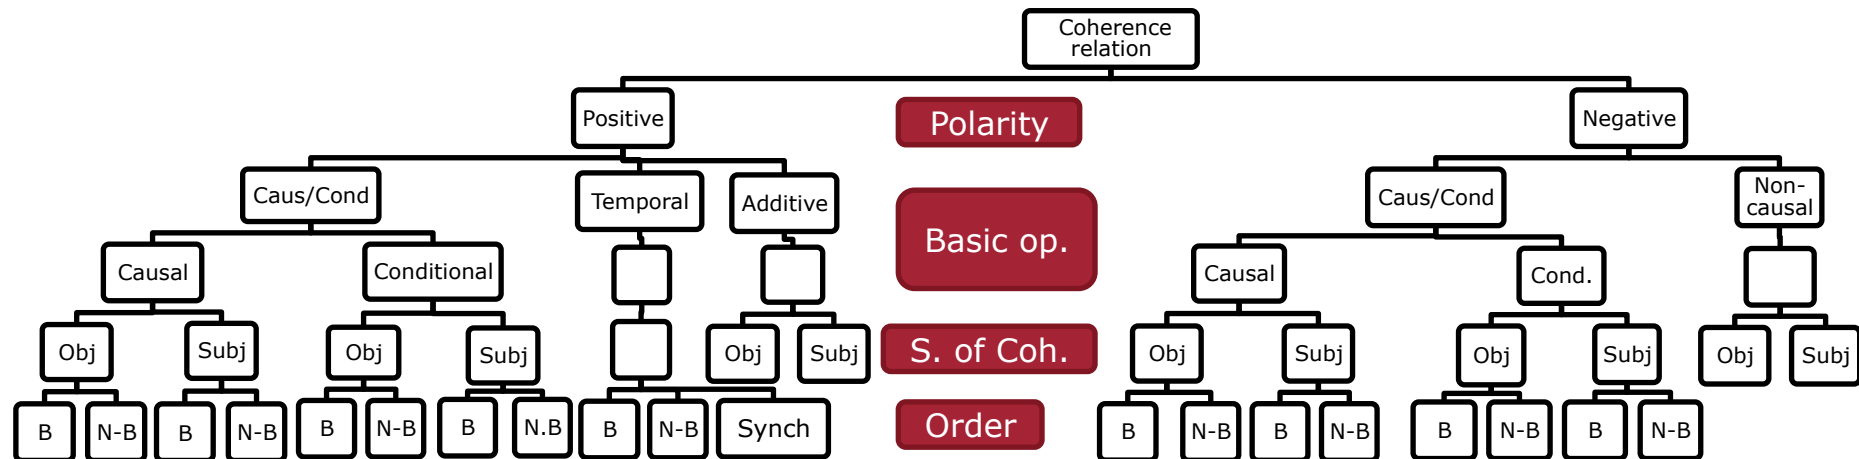 Coherence
relation
Positive
Polarity
Negative
Caus/Cond
Temporal
Additive
Basic op.
Caus/Cond
Non-
causal
Causal
Conditional
Causal
Cond.
Obj
Subj
Obj
Subj
Obj
Subj
S. of Coh.
Obj
Subj
Obj
Subj
Obj
Subj
B
N-B
B
N-B
B
N-B
B
N.B
B
N-B
Synch
Order
B
N-B
B
N-B
B
N-B
B
N-B